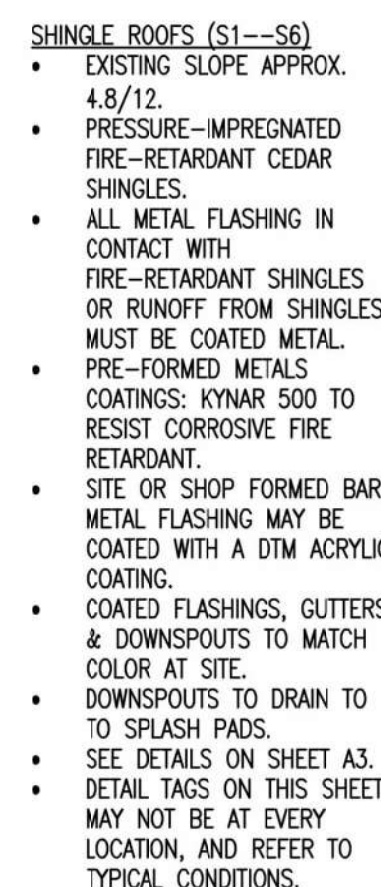 SHINGLE ROOFS (S1--S6)
• EXISTING SLOPE APPROX.
4.8/12.
• PRESSURE-IMPREGNATED
FIRE-RETARDANT CEDAR
SHINGLES.
• ALL METAL FLASHING IN
CONTACT WITH
FIRE-RETARDANT SHINGLES
OR RUNOFF FROM SHINGLES
MUST BE COATED METAL.
• PRE-FORMED METALS
COATINGS: KYNAR 500 TO
RESIST CORROSIVE FIRE
RETARDANT.
• SITE OR SHOP FORMED BAR
METAL FLASHING MAY BE
COATED WITH A DTM ACRYLIC
COATING.
• COATED FLASHINGS, GUTTERS
& DOWNSPOUTS TO MATCH
COLOR AT SITE.
• DOWNSPOUTS TO DRAIN TO
TO SPLASH PADS.
• SEE DETAILS ON SHEET A3.
• DETAIL TAGS ON THIS SHEET
MAY NOT BE AT EVERY
LOCATION, AND REFER TO
TYPICAL CONDITIONS.